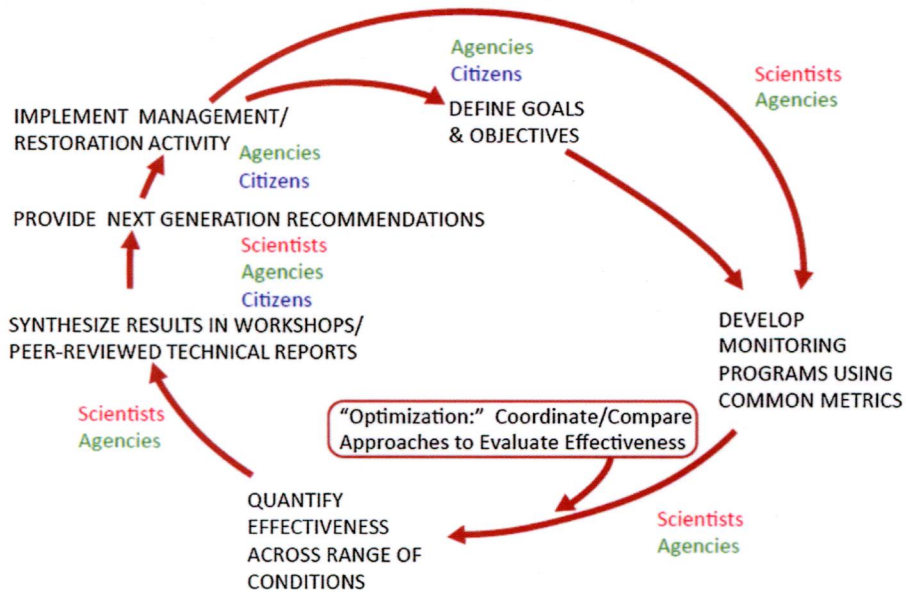 Agencies
Citizens
Scientists
Agencies
IMPLEMENT MANAGEMENT/
RESTORATION ACTIVITY
DEFINE GOALS
& OBJECTIVES
Agencies
Citizens
PROVIDE NEXT GENERATION RECOMMENDATIONS
Scientists
Agencies
Citizens
SYNTHESIZE RESULTS IN WORKSHOPS/
PEER-REVIEWED TECHNICAL REPORTS
DEVELOP
MONITORING
PROGRAMS USING
COMMON METRICS
Scientists
Agencies
“Optimization:” Coordinate/Compare
Approaches to Evaluate Effectiveness
QUANTIFY
EFFECTIVENESS
ACROSS RANGE OF
CONDITIONS
Scientists
Agencies